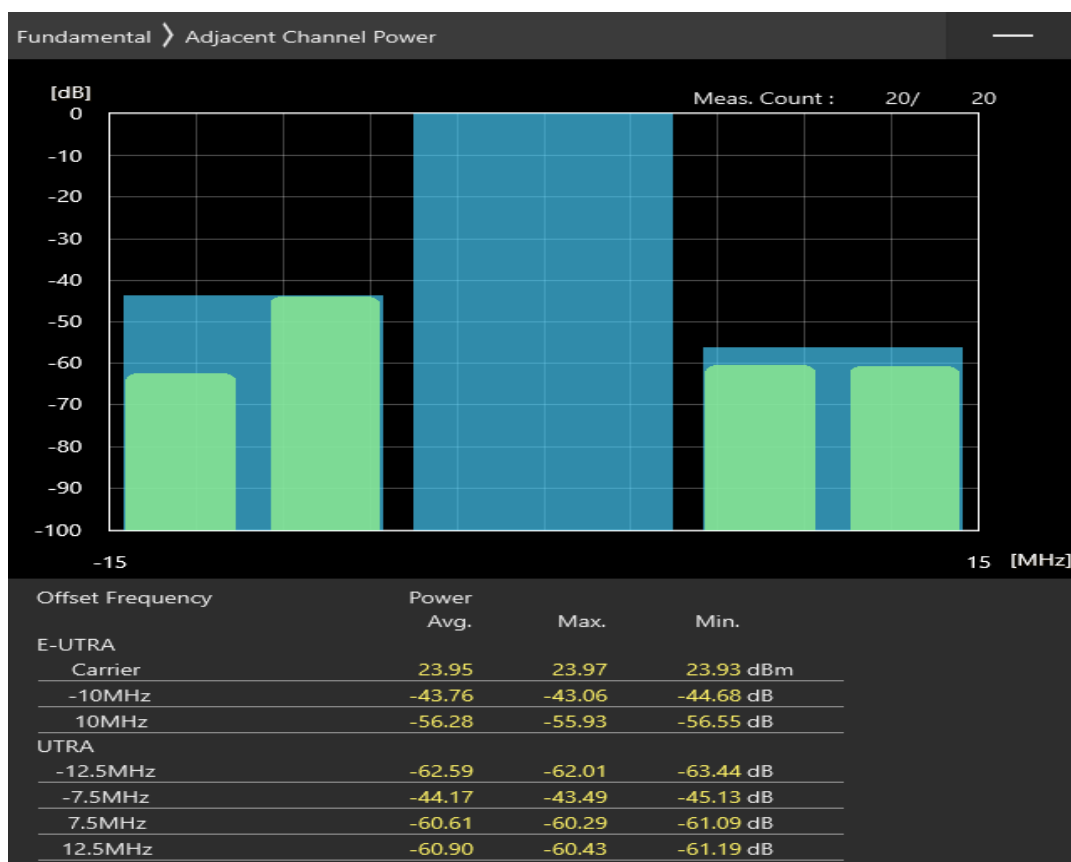 Fundamental ❯ Adjacent Channel Power
[dB]
Meas. Count : 20/ 20
0
-10
-20
-30
-40
-50
-60
-70
-80
-90
-100
-15 15 [MHz]
Offset Frequency Power
Avg. Max. Min.
E-UTRA
Carrier 23.95 23.97 23.93 dBm
-10MHz -43.76 -43.06 -44.68 dB
10MHz -56.28 -55.93 -56.55 dB
UTRA
-12.5MHz -62.59 -62.01 -63.44 dB
-7.5MHz -44.17 -43.49 -45.13 dB
7.5MHz -60.61 -60.29 -61.09 dB
12.5MHz -60.90 -60.43 -61.19 dB